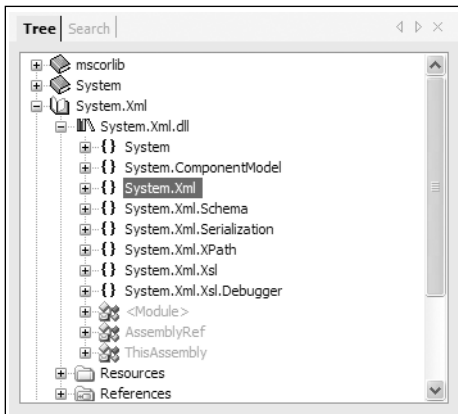 Tree Search
mscorlib
System
System.Xml
System.Xml.dll
{} System
{} System.ComponentModel
{} System.Xml
{} System.Xml.Schema
{} System.Xml.Serialization
{} System.Xml.XPath
{} System.Xml.Xsl
{} System.Xml.Xsl.Debugger
<Module>
AssemblyRef
ThisAssembly
Resources
References